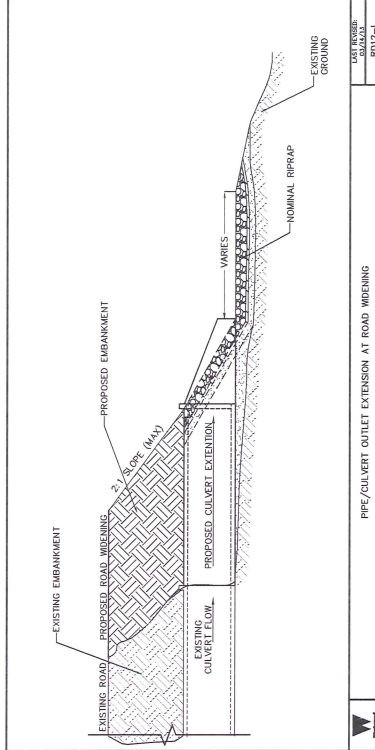 EXISTING EMBANKMENT
PROPOSED EMBANKMENT
EXISTING ROAD
PROPOSED ROAD WIDENING
2:1 SLOPE (MAX)
VARIES
EXISTING
GROUND
EXISTING
CULVERT FLOW
PROPOSED CULVERT EXTENTION
NOMINAL RIPRAP
PIPE/CULVERT OUTLET EXTENSION AT ROAD WIDENING
LAST REVISED: